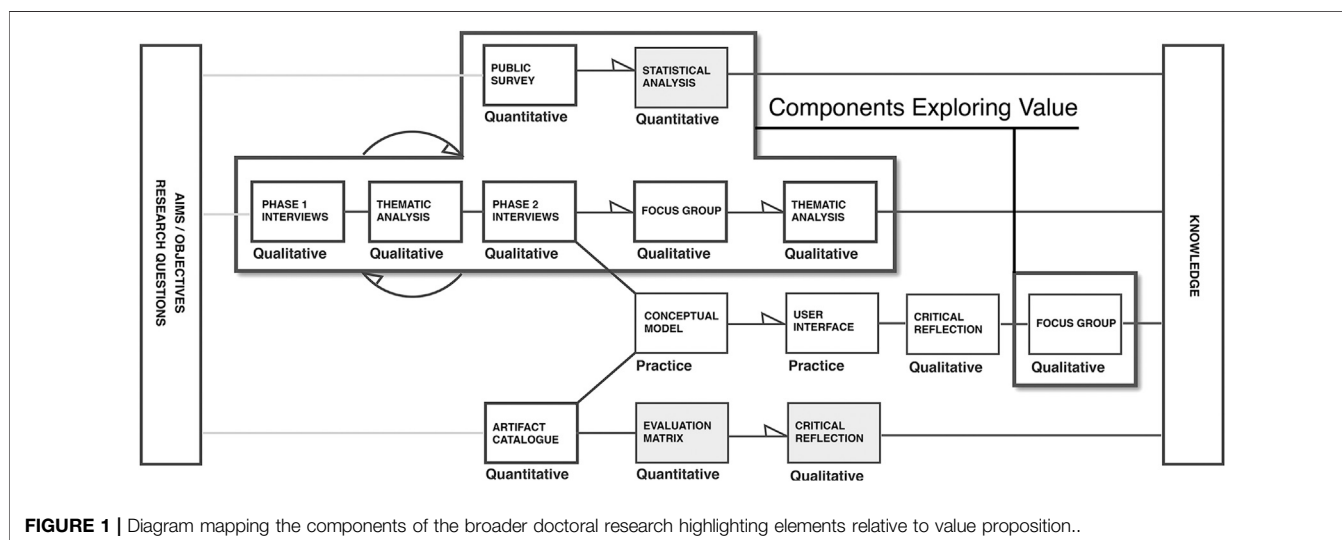 AIMS / OBJECTIVES
RESEARCH QUESTIONS
PUBLIC
SURVEY
Quantitative
STATISTICAL
ANALYSIS
Quantitative
Components Exploring Value
PHASE 1
INTERVIEWS
Qualitative
THEMATIC
ANALYSIS
Qualitative
PHASE 2
INTERVIEWS
Qualitative
FOCUS GROUP
Qualitative
THEMATIC
ANALYSIS
Qualitative
CONCEPTUAL
MODEL
Practice
USER
INTERFACE
Practice
CRITICAL
REFLECTION
Qualitative
FOCUS GROUP
Qualitative
ARTIFACT
CATALOGUE
Quantitative
EVALUATION
MATRIX
Quantitative
CRITICAL
REFLECTION
Qualitative
KNOWLEDGE
FIGURE 1 | Diagram mapping the components of the broader doctoral research highlighting elements relative to value proposition..